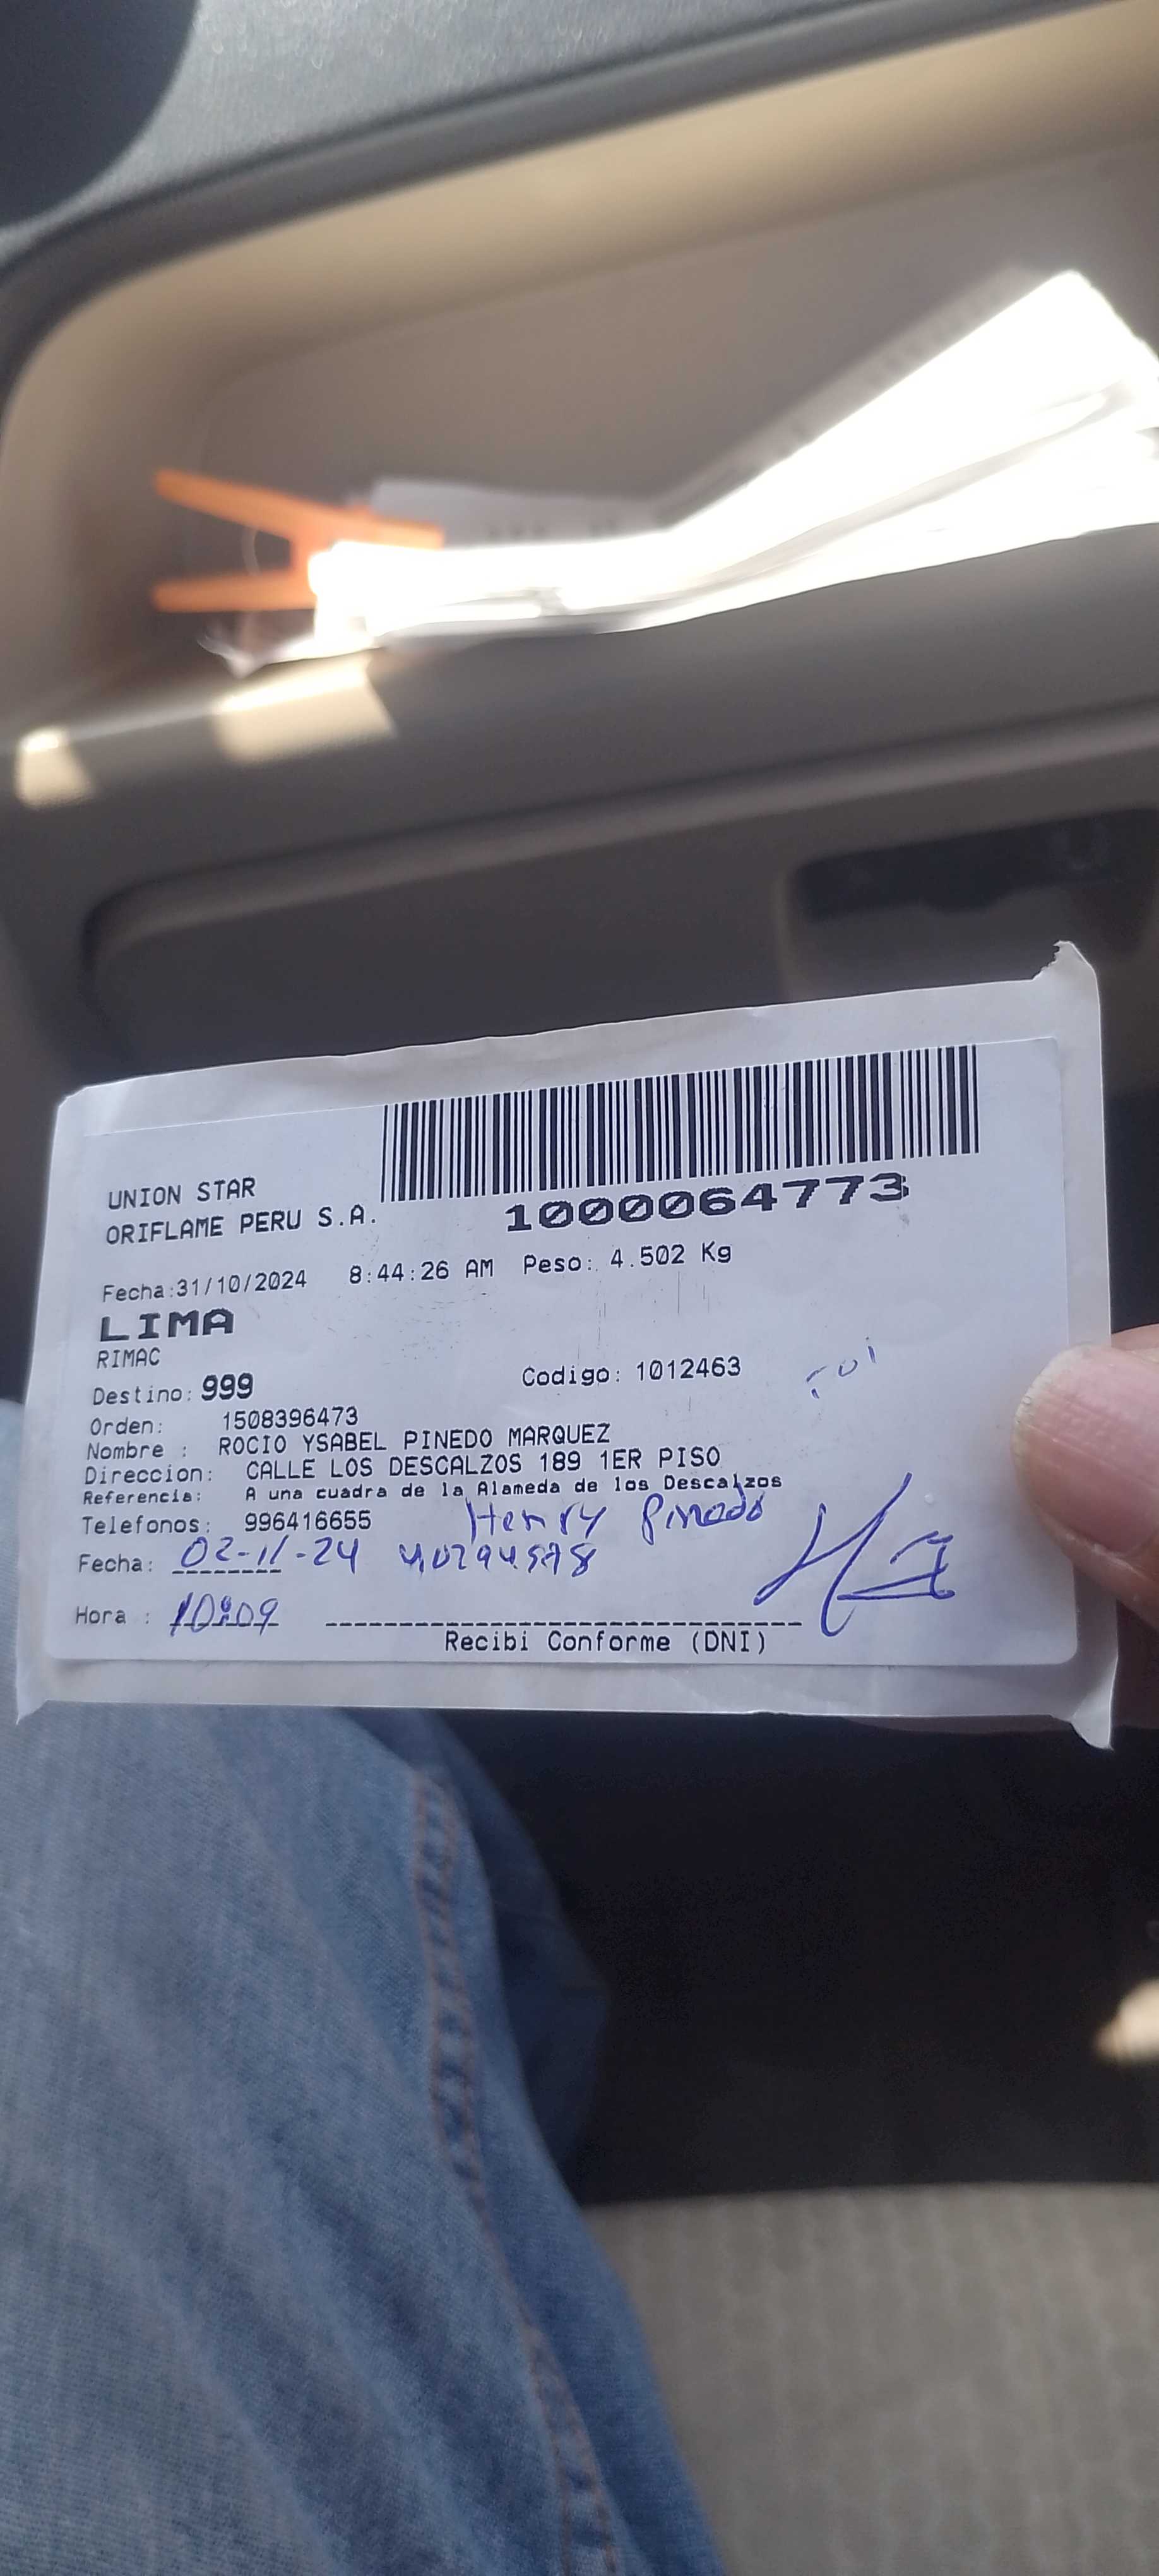 UNION STAR
ORIFLAME PERU S.A.
1000064773
Fecha:31/10/2024 8:44:26 AM Peso: 4.502 Kg
LIMA
RIMAC
Destino: 999 Codigo: 1012463
Orden: 1508396473
Nombre : ROCIO YSABEL PINEDO MARQUEZ
Direccion: CALLE LOS DESCALZOS 189 1ER PISO
Referencia: A una cuadra de la Alameda de los Descalzos
Telefonos: 996416655 Henry Pinedo
Fecha: 02-11-24
Hora : 10:09
Recibi Conforme (DNI)